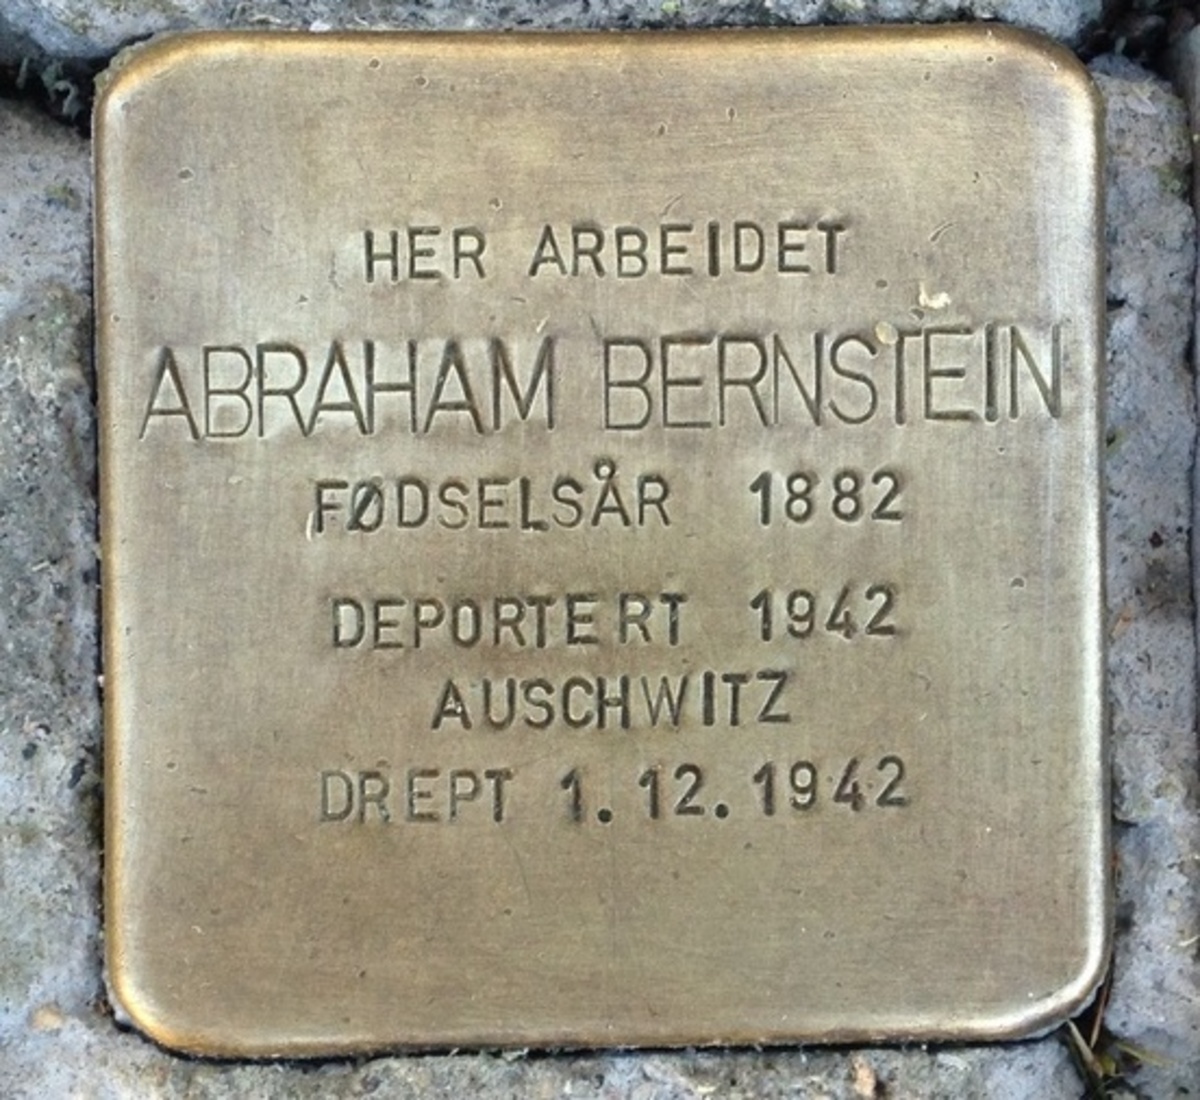 HER ARBEIDET
ABRAHAM BERNSTEIN
FØDSELSÅR 1882
DEPORTERT 1942
AUSCHWITZ
DREPT 1.12.1942